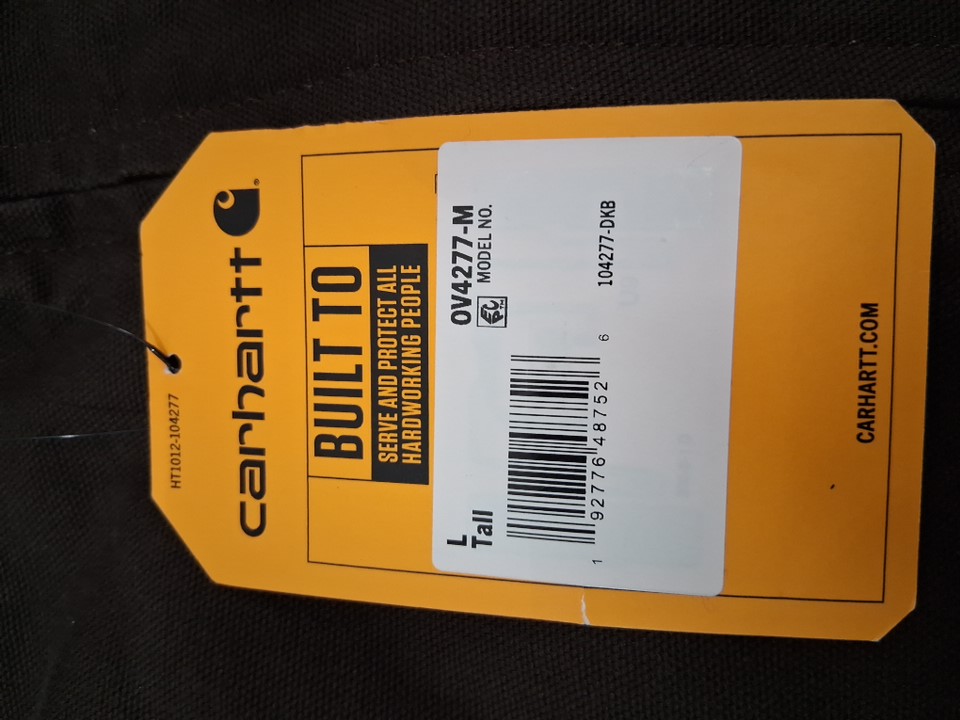 HT1012-104277
carhartt®
BUILT TO
SERVE AND PROTECT ALL
HARDWORKING PEOPLE
L OV4277-M
Tall MODEL NO.
1 92776 48752 6
104277-DKB
CARHARTT.COM